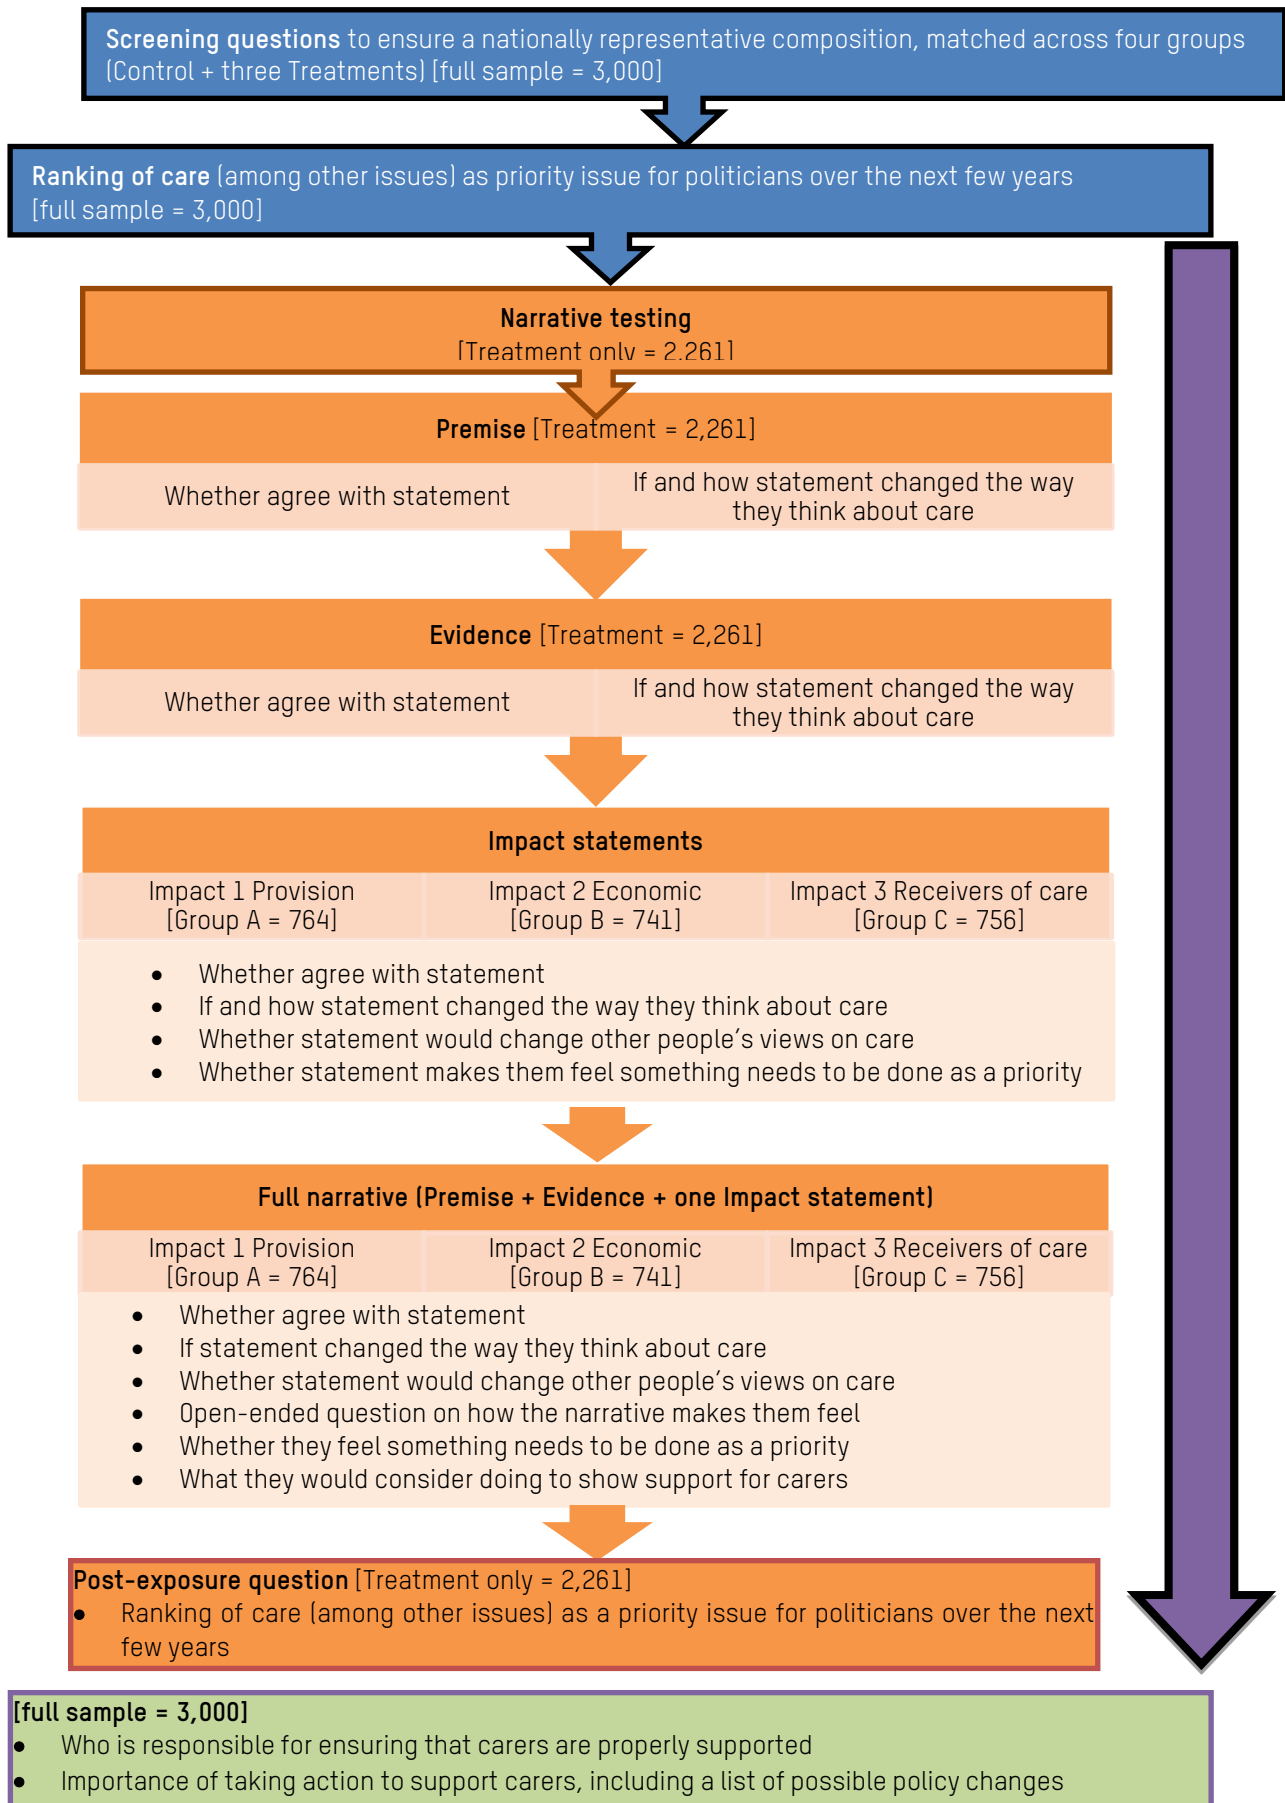 Screening questions to ensure a nationally representative composition, matched across four groups
(Control + three Treatments) [full sample = 3,000]
Ranking of care (among other issues) as priority issue for politicians over the next few years
[full sample = 3,000]
Narrative testing
[Treatment only = 2,261]
Premise [Treatment = 2,261]
Whether agree with statement
If and how statement changed the way
they think about care
Evidence [Treatment = 2,261]
Whether agree with statement
If and how statement changed the way
they think about care
Impact statements
Impact 1 Provision
[Group A = 764]
Impact 2 Economic
[Group B = 741]
Impact 3 Receivers of care
[Group C = 756]
• Whether agree with statement
• If and how statement changed the way they think about care
• Whether statement would change other people's views on care
• Whether statement makes them feel something needs to be done as a priority
Full narrative (Premise + Evidence + one Impact statement)
Impact 1 Provision
[Group A = 764]
Impact 2 Economic
[Group B = 741]
Impact 3 Receivers of care
[Group C = 756]
• Whether agree with statement
• If statement changed the way they think about care
• Whether statement would change other people's views on care
• Open-ended question on how the narrative makes them feel
• Whether they feel something needs to be done as a priority
• What they would consider doing to show support for carers
Post-exposure question [Treatment only = 2,261]
• Ranking of care (among other issues) as a priority issue for politicians over the next
few years
[full sample = 3,000]
• Who is responsible for ensuring that carers are properly supported
• Importance of taking action to support carers, including a list of possible policy changes